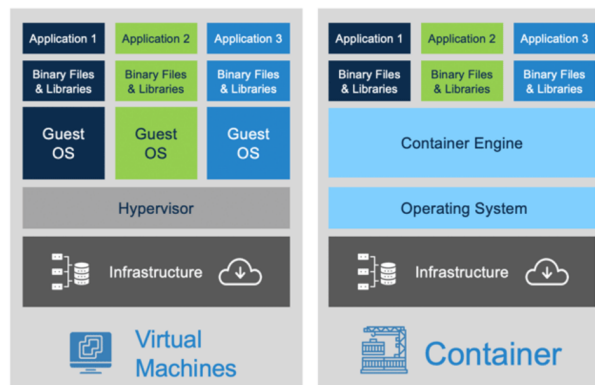 Application 1
Application 2
Application 3
Binary Files
& Libraries
Binary Files
& Libraries
Binary Files
& Libraries
Guest
OS
Guest
OS
Guest
OS
Hypervisor
Infrastructure
Virtual
Machines
Application 1
Application 2
Application 3
Binary Files
& Libraries
Binary Files
& Libraries
Binary Files
& Libraries
Container Engine
Operating System
Infrastructure
Container